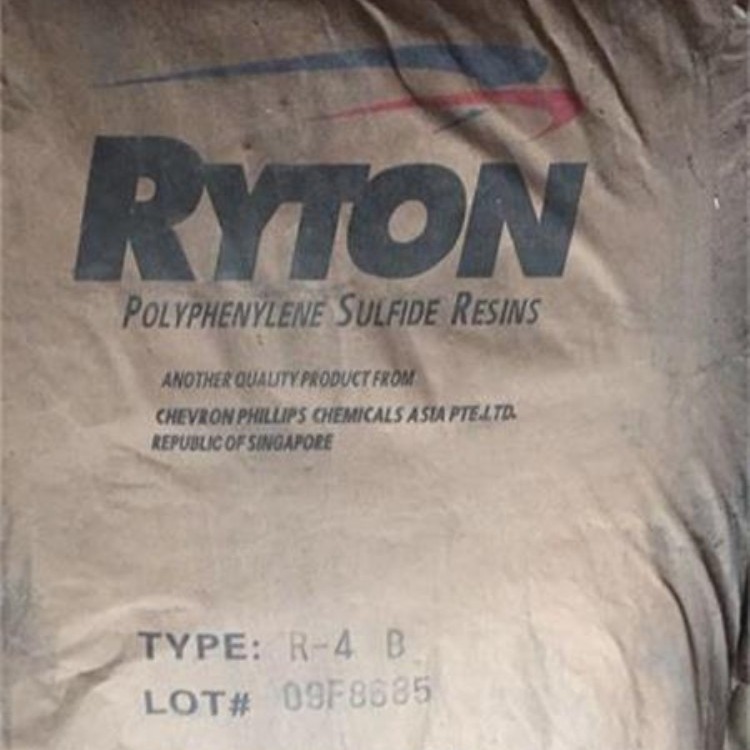 RYTON
POLYPHENYLENE SULFIDE RESINS
ANOTHER QUALITY PRODUCT FROM
CHEVRON PHILLIPS CHEMICALS ASIA PTE.LTD.
REPUBLIC OF SINGAPORE
TYPE: R-4 B
LOT# 09F8685